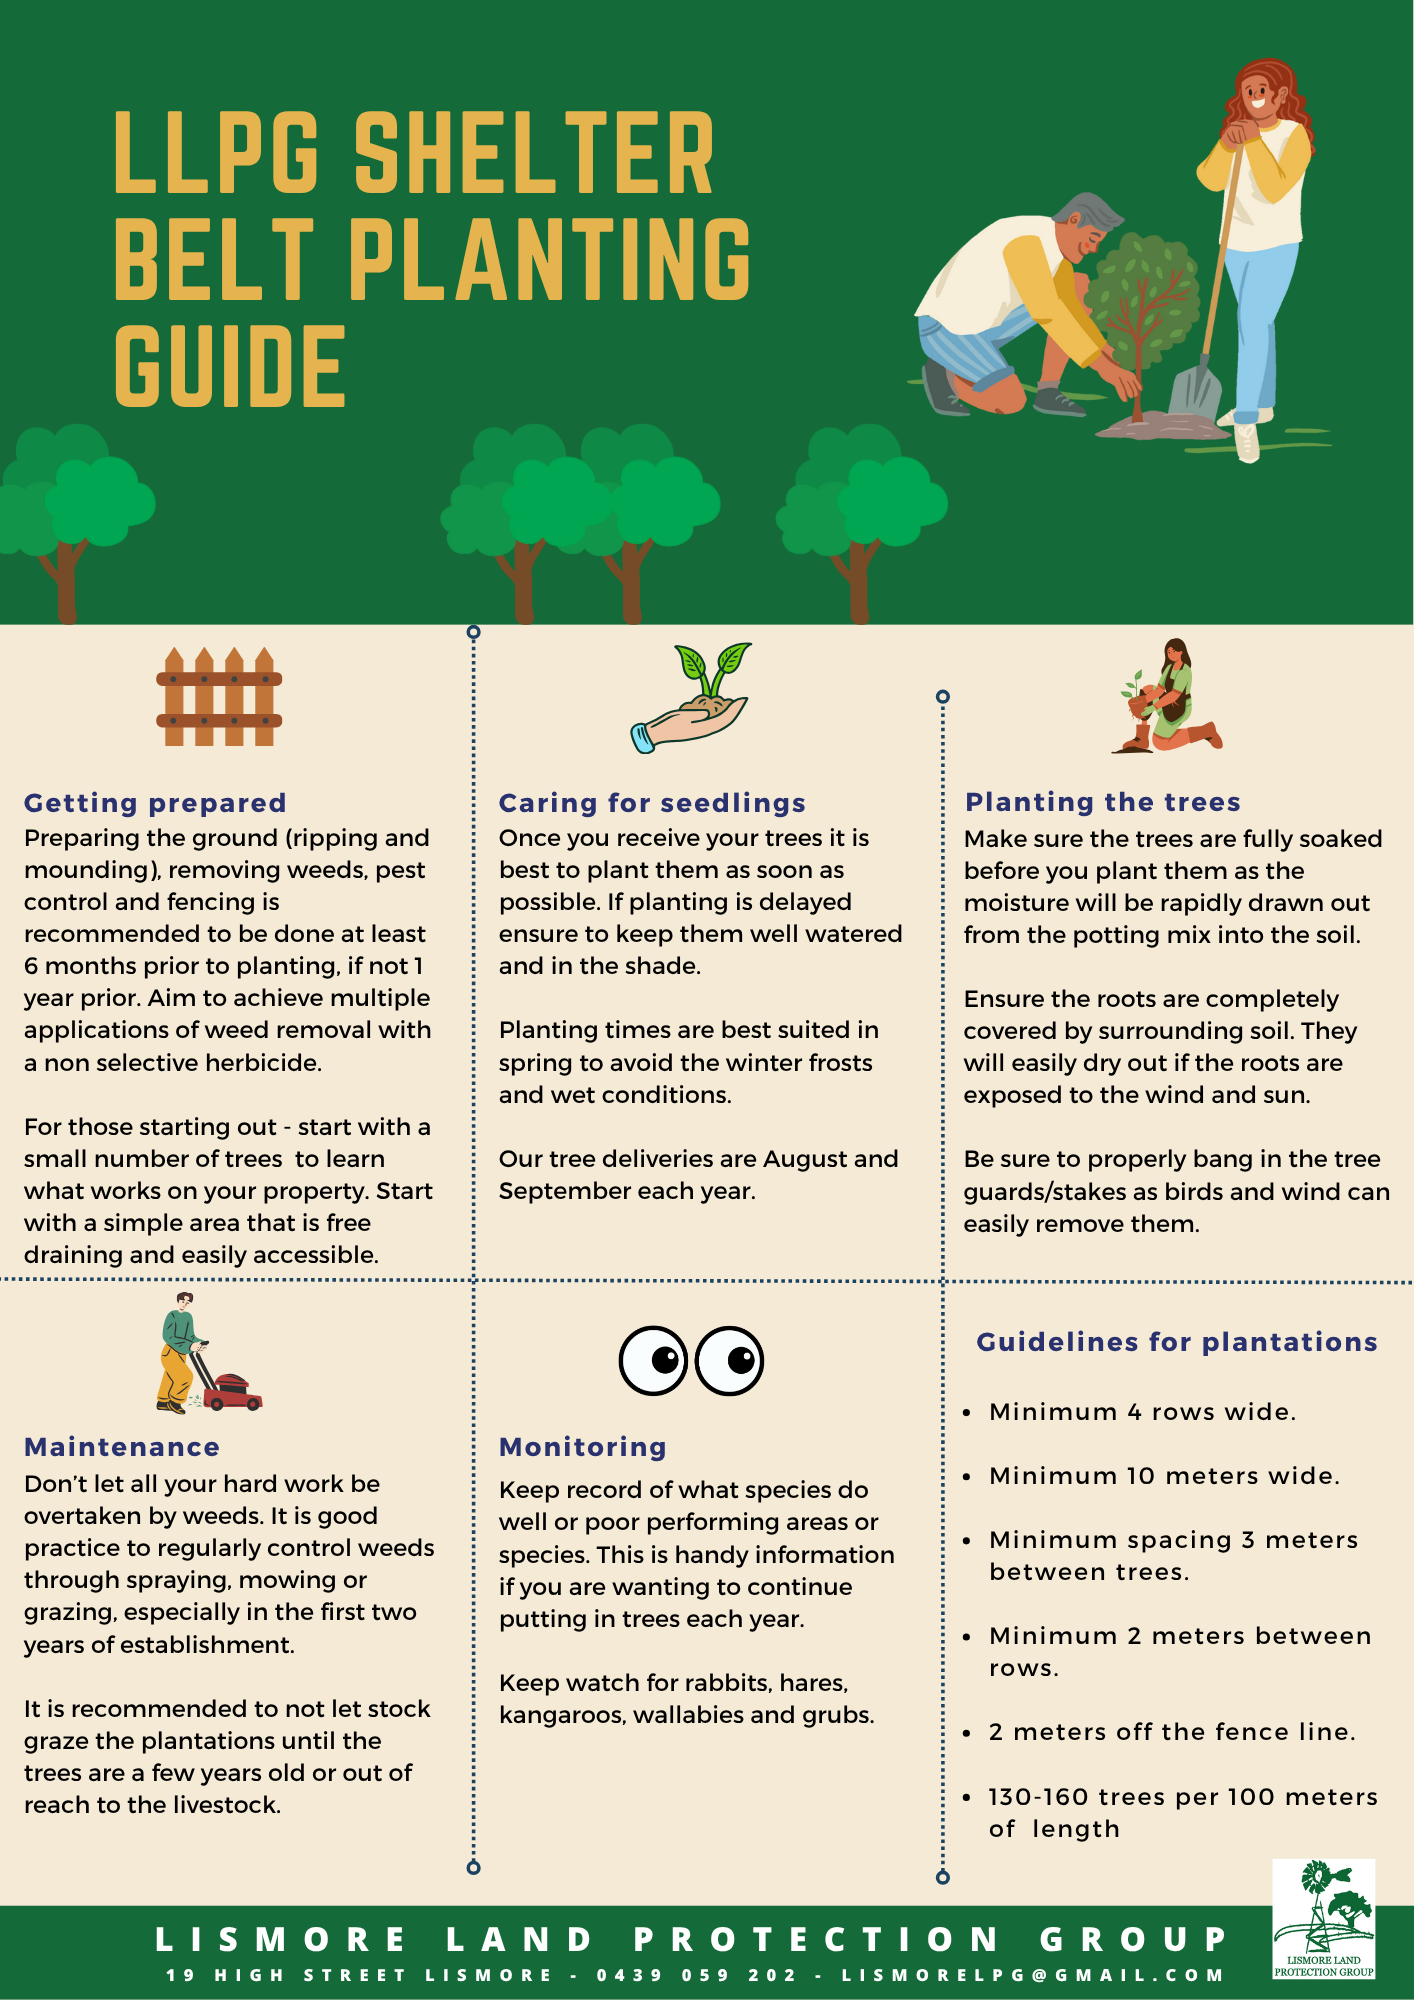 LLPG SHELTER
BELT PLANTING
GUIDE
Getting prepared
Preparing the ground (ripping and
mounding), removing weeds, pest
control and fencing is
recommended to be done at least
6 months prior to planting, if not 1
year prior. Aim to achieve multiple
applications of weed removal with
a non selective herbicide.
For those starting out - start with a
small number of trees to learn
what works on your property. Start
with a simple area that is free
draining and easily accessible.
Caring for seedlings
Once you receive your trees it is
best to plant them as soon as
possible. If planting is delayed
ensure to keep them well watered
and in the shade.
Planting times are best suited in
spring to avoid the winter frosts
and wet conditions.
Our tree deliveries are August and
September each year.
Planting the trees
Make sure the trees are fully soaked
before you plant them as the
moisture will be rapidly drawn out
from the potting mix into the soil.
Ensure the roots are completely
covered by surrounding soil. They
will easily dry out if the roots are
exposed to the wind and sun.
Be sure to properly bang in the tree
guards/stakes as birds and wind can
easily remove them.
Maintenance
Don't let all your hard work be
overtaken by weeds. It is good
practice to regularly control weeds
through spraying, mowing or
grazing, especially in the first two
years of establishment.
It is recommended to not let stock
graze the plantations until the
trees are a few years old or out of
reach to the livestock.
Monitoring
Keep record of what species do
well or poor performing areas or
species. This is handy information
if you are wanting to continue
putting in trees each year.
Keep watch for rabbits, hares,
kangaroos, wallabies and grubs.
Guidelines for plantations
• Minimum 4 rows wide.
• Minimum 10 meters wide.
• Minimum spacing 3 meters
between trees.
• Minimum 2 meters between
rows.
• 2 meters off the fence line.
• 130-160 trees per 100 meters
of length
LISMORE LAND PROTECTION GROUP
19 HIGH STREET LISMORE - 0439 059 202 - LISMORELPG@GMAIL.COM
LISMORE LAND
PROTECTION GROUP